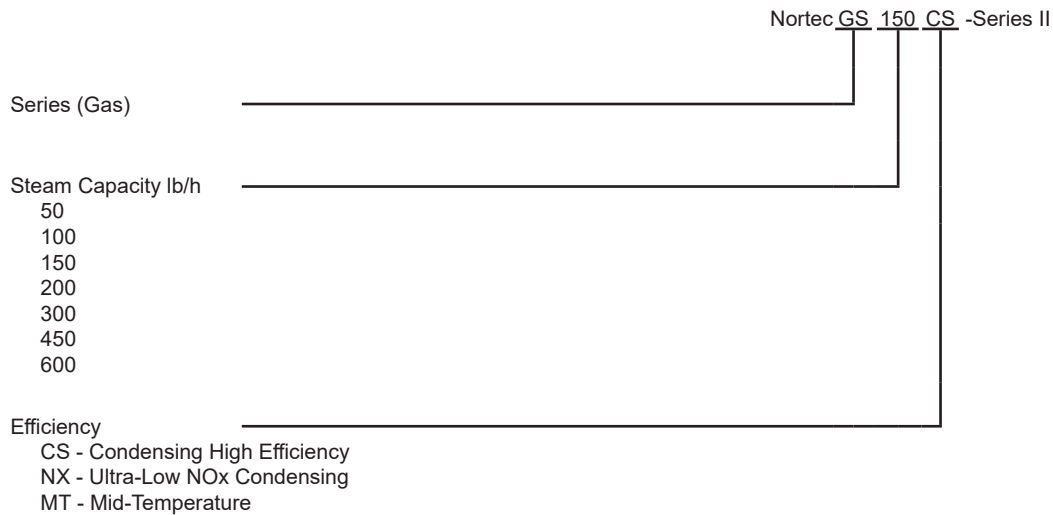 Nortec GS 150 CS -Series II
Series (Gas)
Steam Capacity lb/h
50
100
150
200
300
450
600
Efficiency
CS - Condensing High Efficiency
NX - Ultra-Low NOx Condensing
MT - Mid-Temperature